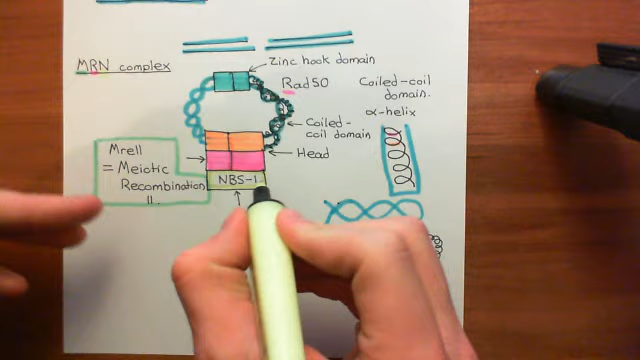 MRN complex
Zinc hook domain
Rad50
Coiled-coil
domain.
α-helix
Coiled-
coil domain
Head
Mre11
= Meiotic
Recombination
11.
NBS-1